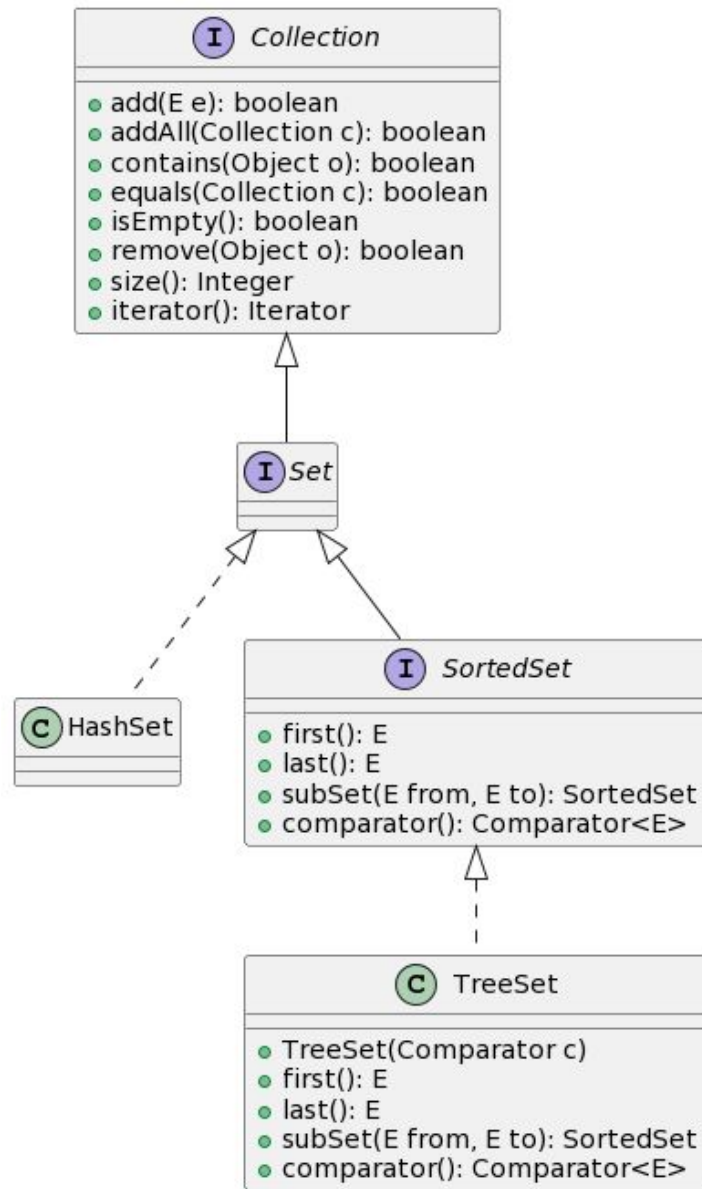 I Collection
add(E e): boolean
addAll(Collection c): boolean
contains(Object o): boolean
equals(Collection c): boolean
isEmpty(): boolean
remove(Object o): boolean
size(): Integer
iterator(): Iterator
I Set
C HashSet
I SortedSet
first(): E
last(): E
subSet(E from, E to): SortedSet
comparator(): Comparator<E>
C TreeSet
TreeSet(Comparator c)
first(): E
last(): E
subSet(E from, E to): SortedSet
comparator(): Comparator<E>